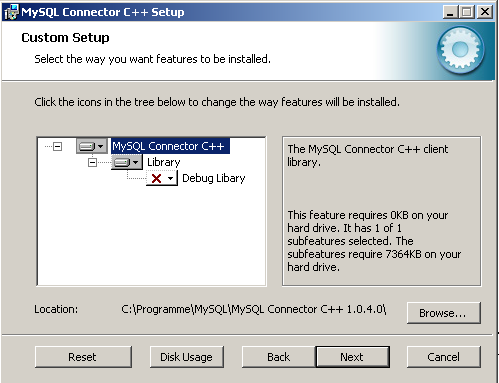 MySQL Connector C++ Setup
Custom Setup
Select the way you want features to be installed.
Click the icons in the tree below to change the way features will be installed.
MySQL Connector C++
Library
Debug Libary
The MySQL Connector C++ client
library.
This feature requires 0KB on your
hard drive. It has 1 of 1
subfeatures selected. The
subfeatures require 7364KB on your
hard drive.
Location: C:\Programme\MySQL\MySQL Connector C++ 1.0.4.0\
Browse...
Reset Disk Usage Back Next Cancel